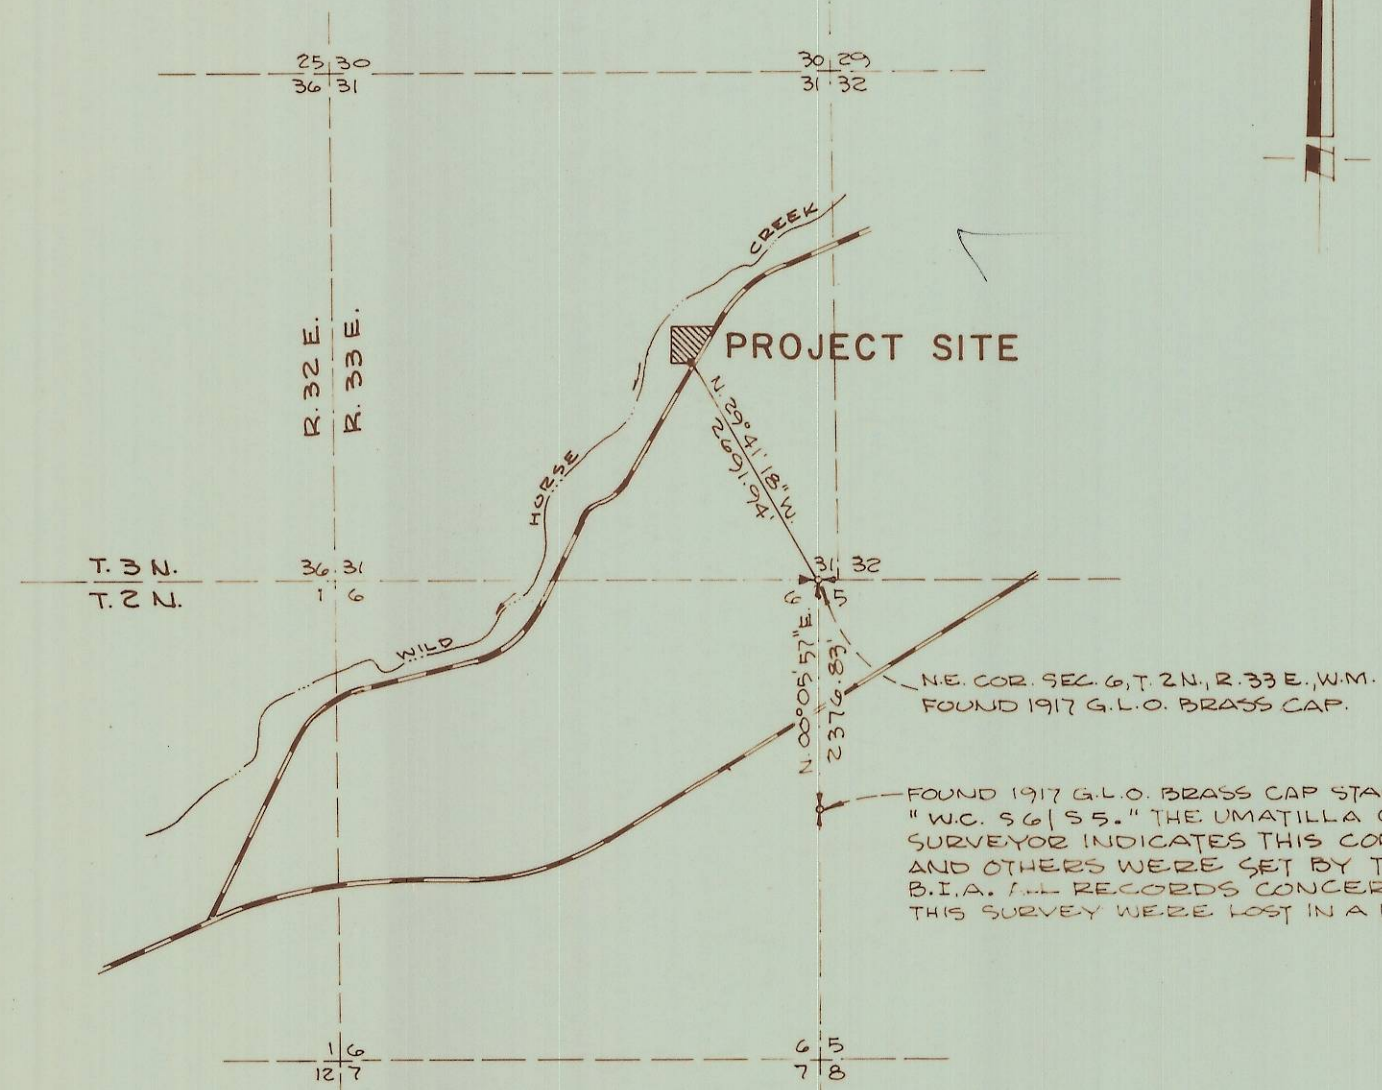 25 30
36 31
30 29
31 32
CREEK
R. 32 E.
R. 33 E.
PROJECT SITE
N. 29°41'18" W.
2691.94'
HORSE
T. 3 N.
T. 2 N.
36 31
1 6
31 32
6 5
WILD
N. 00°05'57" E.
2376.83'
N.E. COR. SEC. 6, T. 2 N., R. 33 E., W.M.
FOUND 1917 G.L.O. BRASS CAP.
FOUND 1917 G.L.O. BRASS CAP STA
"W.C. S6|S5." THE UMATILLA
SURVEYOR INDICATES THIS CO
AND OTHERS WERE SET BY T
B.I.A. RECORDS CONCER
THIS SURVEY WERE LOST IN A
1 6
12 7
6 5
7 8